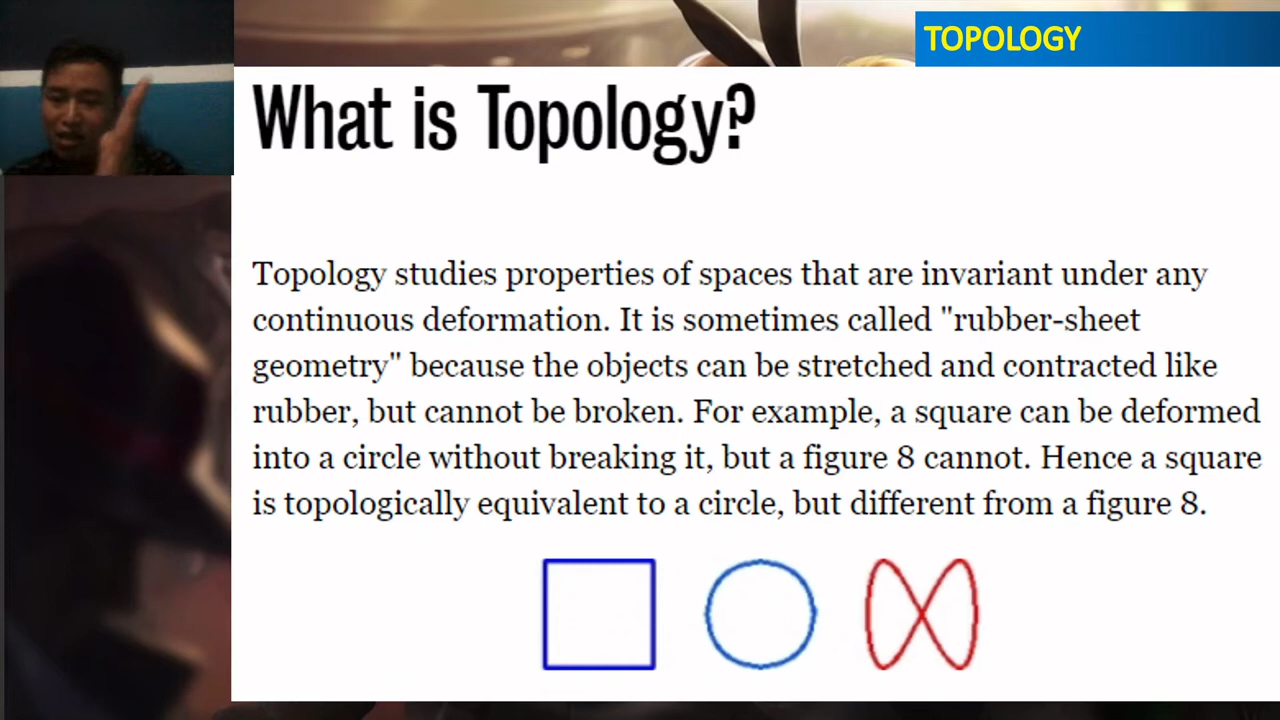 TOPOLOGY
What is Topology?
Topology studies properties of spaces that are invariant under any
continuous deformation. It is sometimes called "rubber-sheet
geometry" because the objects can be stretched and contracted like
rubber, but cannot be broken. For example, a square can be deformed
into a circle without breaking it, but a figure 8 cannot. Hence a square
is topologically equivalent to a circle, but different from a figure 8.